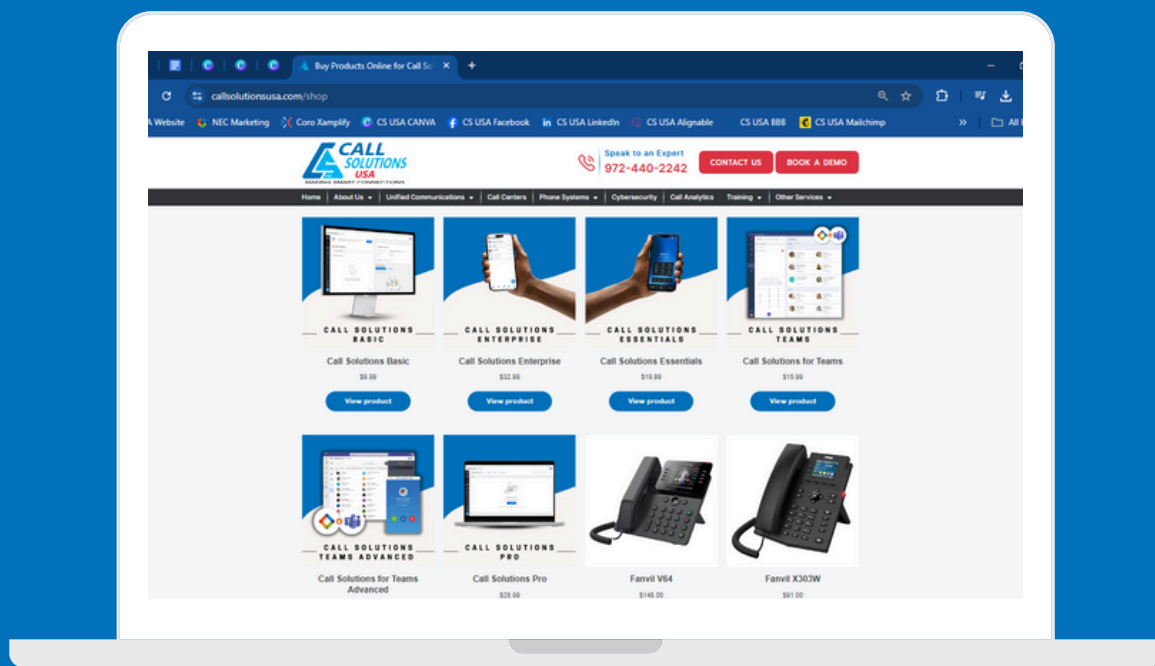 Buy Products Online for Call So
callsolutionsusa.com/shop
A Website
NEC Marketing
Coro Xamplify
CS USA CANVA
CS USA Facebook
CS USA LinkedIn
CS USA Alignable
CS USA BBB
CS USA Mailchimp
All
CALL
SOLUTIONS
USA
MAKING SMART CONNECTIONS
Speak to an Expert
972-440-2242
CONTACT US
BOOK A DEMO
Home
About Us
Unified Communications
Call Centers
Phone Systems
Cybersecurity
Call Analytics
Training
Other Services
CALL SOLUTIONS
BASIC
CALL SOLUTIONS
ENTERPRISE
CALL SOLUTIONS
ESSENTIALS
CALL SOLUTIONS
TEAMS
Call Solutions Basic
Call Solutions Enterprise
Call Solutions Essentials
Call Solutions for Teams
$9.99
$32.99
$19.99
View product
View product
View product
View product
CALL SOLUTIONS
TEAMS ADVANCED
CALL SOLUTIONS
PRO
Call Solutions for Teams
Advanced
Call Solutions Pro
Fanvil V64
Fanvil X303W
$148.00
$91.00